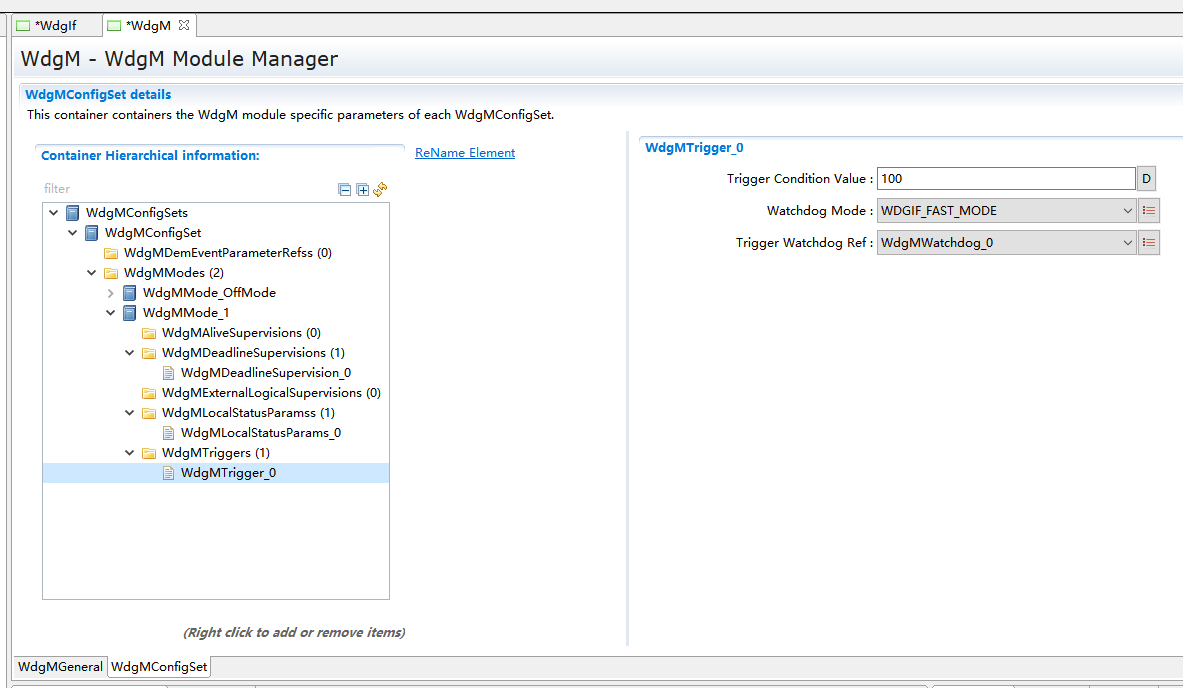 *WdgIf
*WdgM
WdgM - WdgM Module Manager
WdgMConfigSet details
This container containers the WdgM module specific parameters of each WdgMConfigSet.
Container Hierarchical information:
ReName Element
filter
WdgMConfigSets
WdgMConfigSet
WdgMDemEventParameterRefss (0)
WdgMModes (2)
WdgMMode_OffMode
WdgMMode_1
WdgMAliveSupervisions (0)
WdgMDeadlineSupervisions (1)
WdgMDeadlineSupervision_0
WdgMExternalLogicalSupervisions (0)
WdgMLocalStatusParamss (1)
WdgMLocalStatusParams_0
WdgMTriggers (1)
WdgMTrigger_0
(Right click to add or remove items)
WdgMTrigger_0
Trigger Condition Value : 100 D
Watchdog Mode : WDGIF_FAST_MODE
Trigger Watchdog Ref : WdgMWatchdog_0
WdgMGeneral WdgMConfigSet